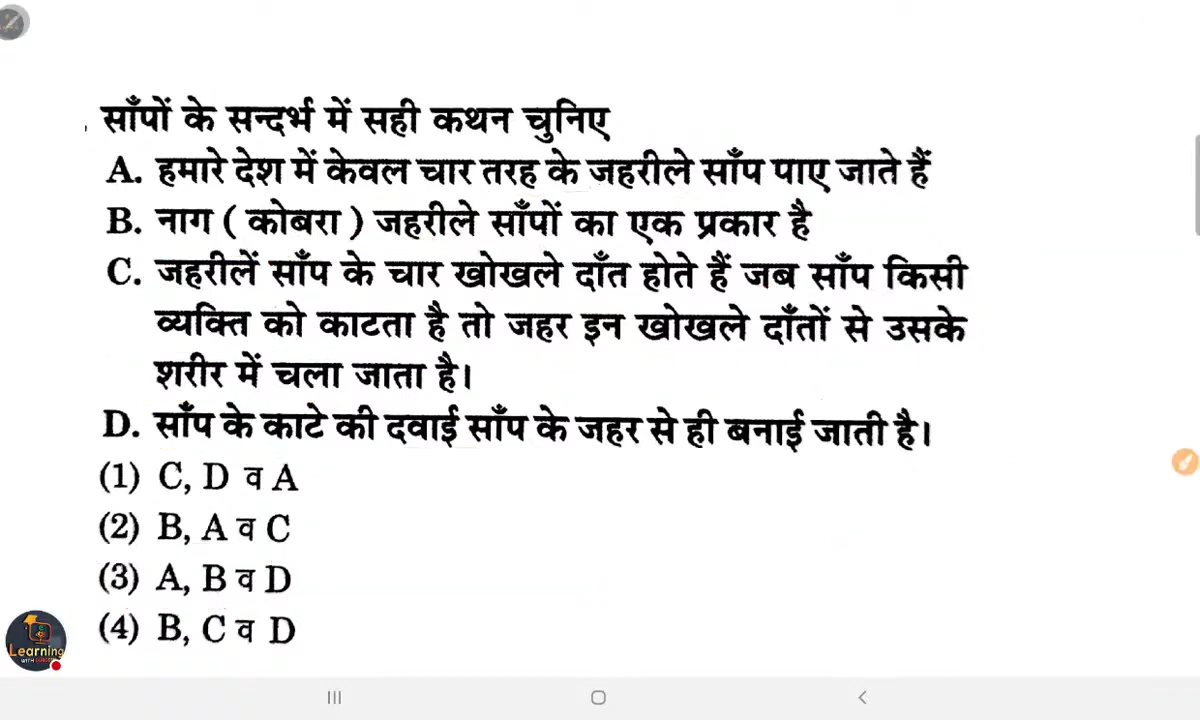 साँपों के सन्दर्भ में सही कथन चुनिए
A. हमारे देश में केवल चार तरह के जहरीले साँप पाए जाते हैं
B. नाग ( कोबरा ) जहरीले साँपों का एक प्रकार है
C. जहरीलें साँप के चार खोखले दाँत होते हैं जब साँप किसी
व्यक्ति को काटता है तो जहर इन खोखले दाँतों से उसके
शरीर में चला जाता है।
D. साँप के काटे की दवाई साँप के जहर से ही बनाई जाती है।
(1) C, D व A
(2) B, A व C
(3) A, B व D
(4) B, C व D
Learning